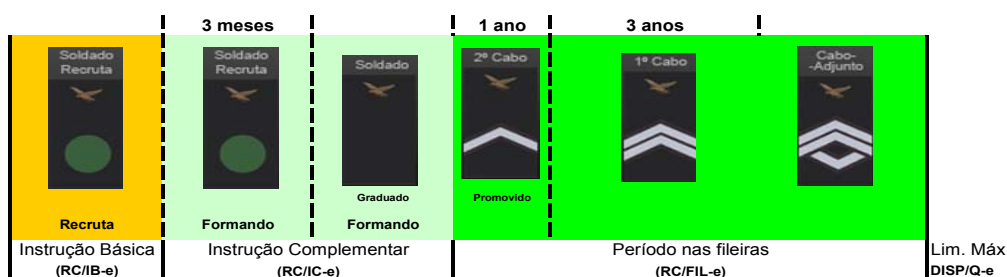 3 meses
1 ano
3 anos
Soldado
Recruta
Soldado
Recruta
Soldado
2º Cabo
1º Cabo
Cabo-
-Adjunto
Graduado
Promovido
Recruta
Formando
Formando
Instrução Básica
(RC/IB-e)
Instrução Complementar
(RC/IC-e)
Período nas fileiras
(RC/FIL-e)
Lim. Máx
DISP/Q-e